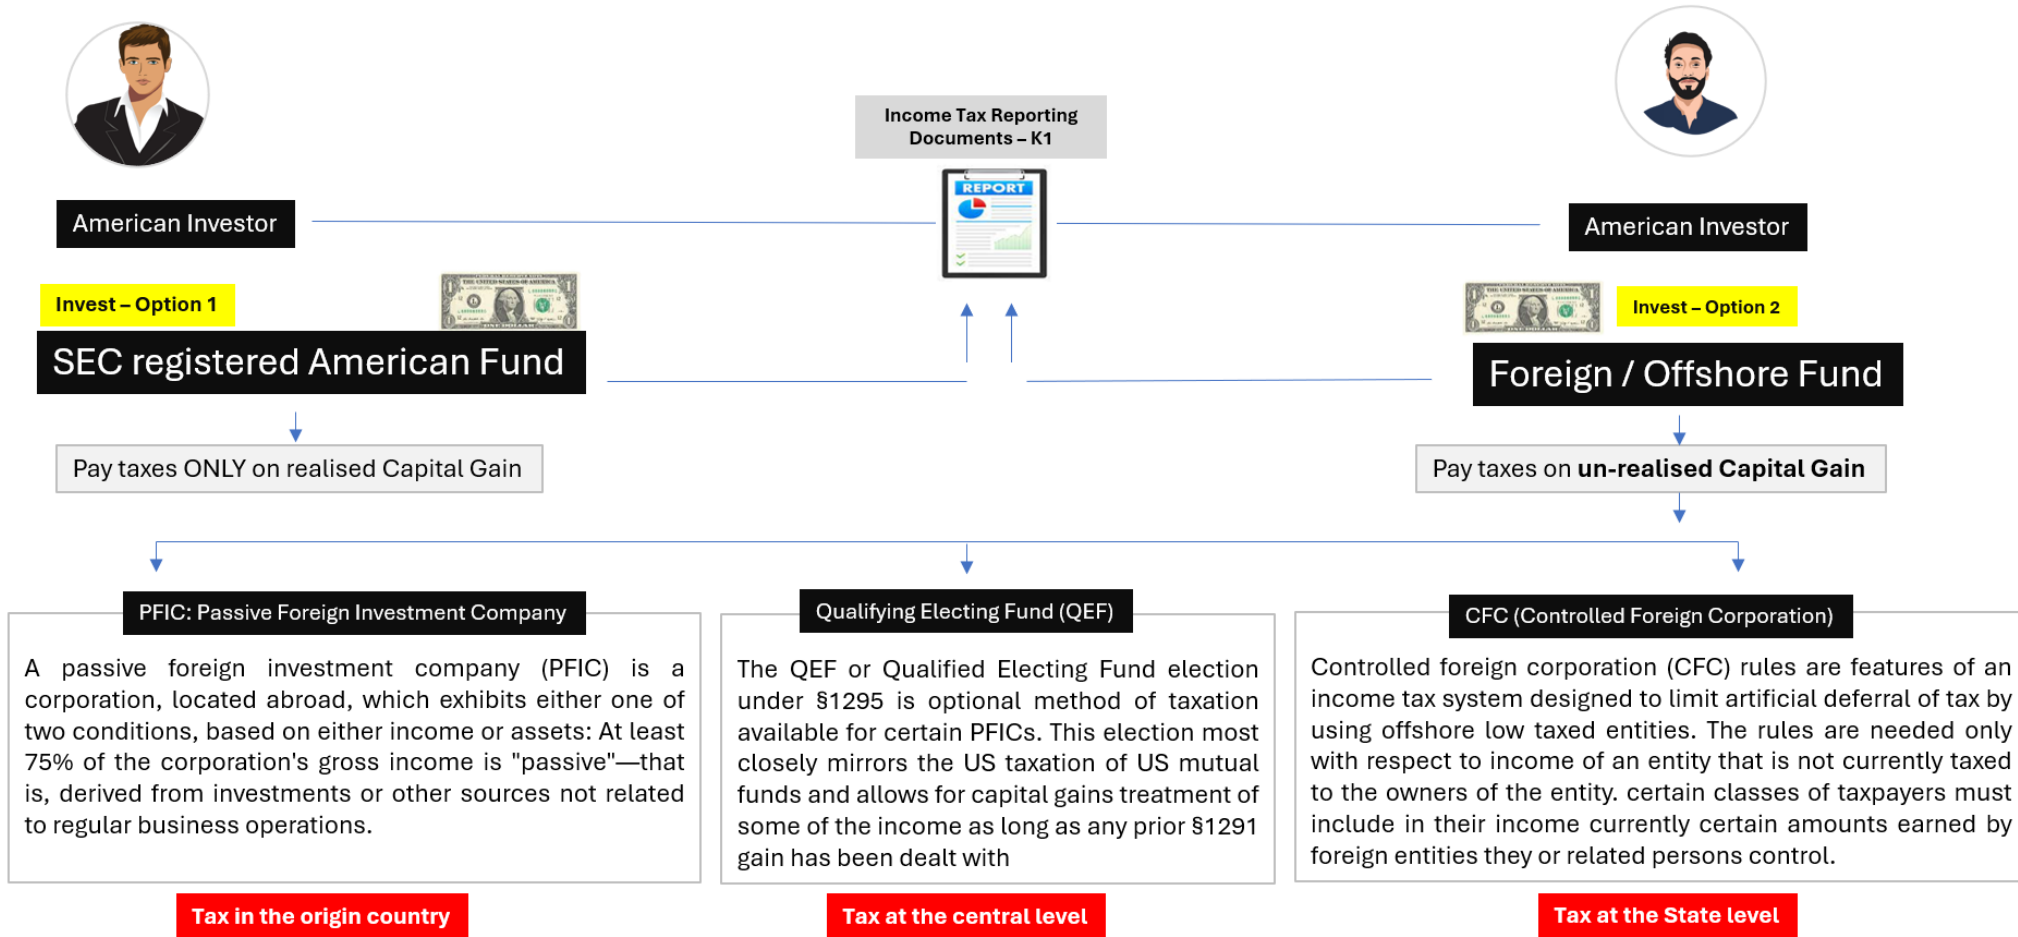 Income Tax Reporting
Documents – K1
REPORT
American Investor
American Investor
Invest – Option 1
Invest – Option 2
SEC registered American Fund
Foreign / Offshore Fund
Pay taxes ONLY on realised Capital Gain
Pay taxes on un-realised Capital Gain
PFIC: Passive Foreign Investment Company
A passive foreign investment company (PFIC) is a
corporation, located abroad, which exhibits either one of
two conditions, based on either income or assets: At least
75% of the corporation's gross income is "passive"—that
is, derived from investments or other sources not related
to regular business operations.
Tax in the origin country
Qualifying Electing Fund (QEF)
The QEF or Qualified Electing Fund election
under §1295 is optional method of taxation
available for certain PFICs. This election most
closely mirrors the US taxation of US mutual
funds and allows for capital gains treatment of
some of the income as long as any prior §1291
gain has been dealt with
Tax at the central level
CFC (Controlled Foreign Corporation)
Controlled foreign corporation (CFC) rules are features of an
income tax system designed to limit artificial deferral of tax by
using offshore low taxed entities. The rules are needed only
with respect to income of an entity that is not currently taxed
to the owners of the entity. certain classes of taxpayers must
include in their income currently certain amounts earned by
foreign entities they or related persons control.
Tax at the State level